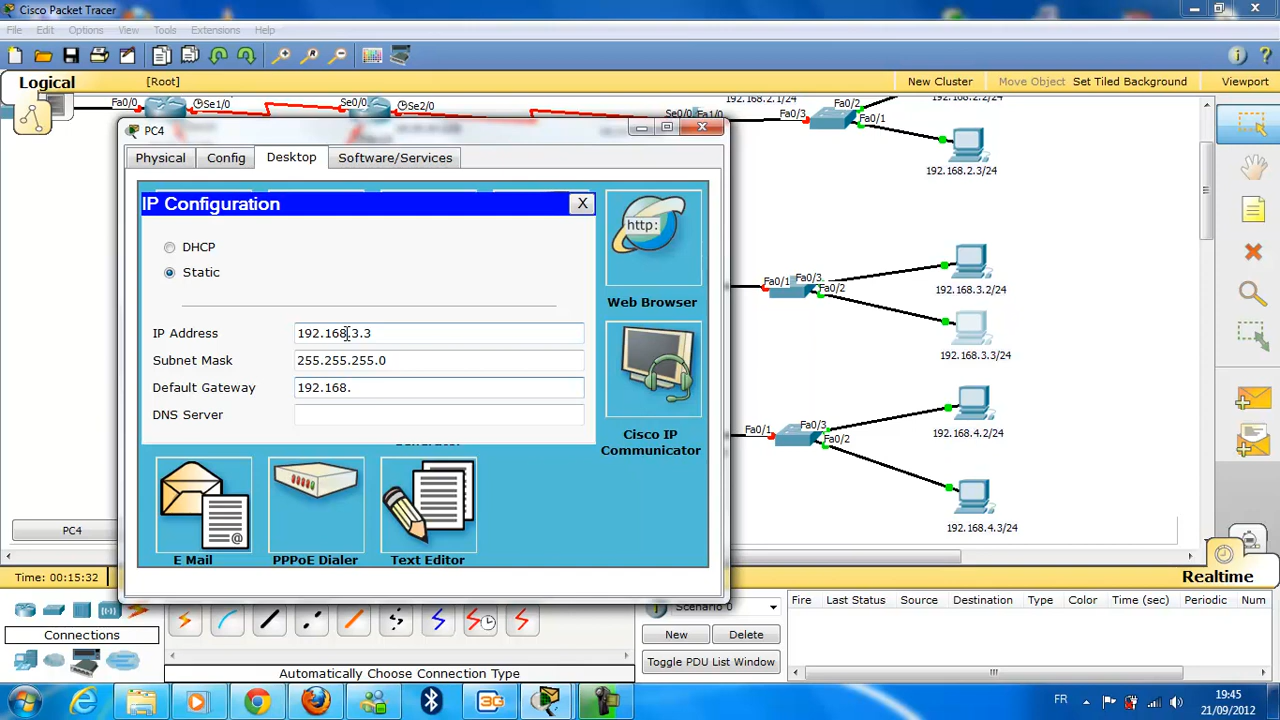 Cisco Packet Tracer
File Edit Options View Tools Extensions Help
Logical [Root] New Cluster Move Object Set Tiled Background Viewport
Fa0/0 Se1/0 Se0/0 Se2/0 Se0/0 Fa1/0 192.168.2.1/24 Fa0/3 Fa0/2 192.168.2.2/24
Fa0/1
192.168.2.3/24
PC4
Physical Config Desktop Software/Services
IP Configuration X
DHCP
Static
IP Address 192.168.3.3
Subnet Mask 255.255.255.0
Default Gateway 192.168.
DNS Server
http:
Web Browser
Cisco IP
Communicator
E Mail PPPoE Dialer Text Editor
Fa0/1 Fa0/3 Fa0/2
192.168.3.2/24
192.168.3.3/24
Fa0/1 Fa0/3 Fa0/2
192.168.4.2/24
192.168.4.3/24
PC4
Time: 00:15:32
Realtime
Connections
Automatically Choose Connection Type
Scenario 0
New Delete
Toggle PDU List Window
Fire Last Status Source Destination Type Color Time (sec) Periodic Num
3G
FR
19:45
21/09/2012